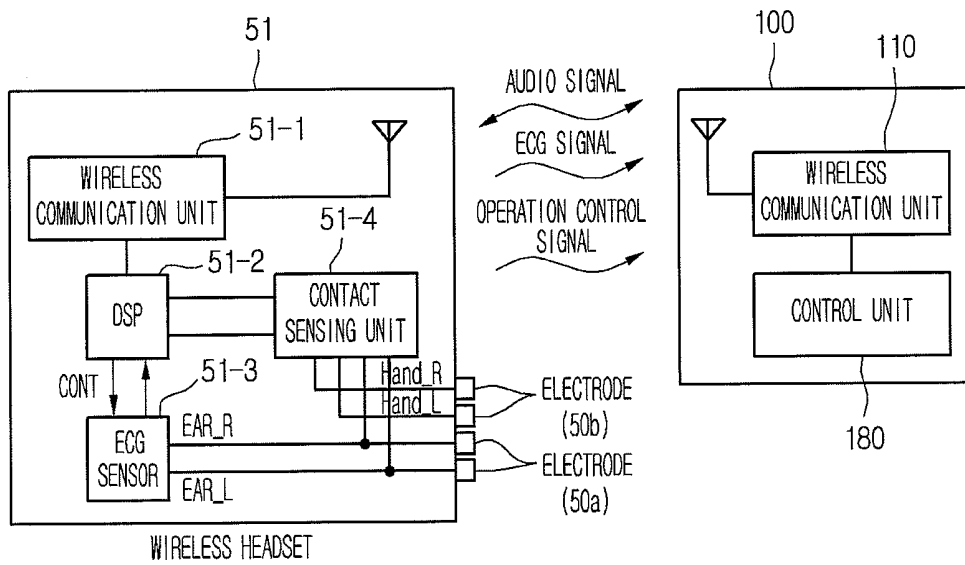 51
100
110
51-1
WIRELESS
COMMUNICATION UNIT
51-2
51-4
DSP
CONTACT
SENSING UNIT
CONT
51-3
ECG
SENSOR
EAR_R
EAR_L
Hand_R
Hand_L
WIRELESS HEADSET
AUDIO SIGNAL
ECG SIGNAL
OPERATION CONTROL
SIGNAL
ELECTRODE
(50b)
ELECTRODE
(50a)
WIRELESS
COMMUNICATION UNIT
CONTROL UNIT
180